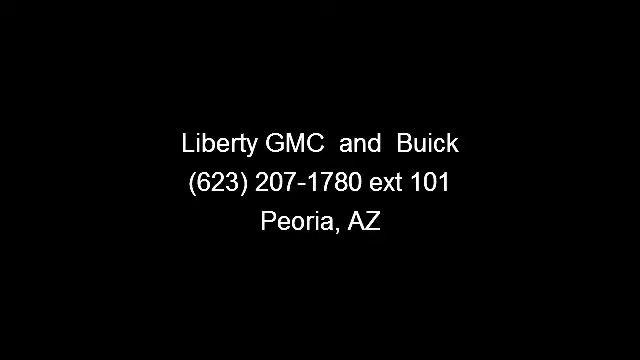 Liberty GMC  and  Buick
(623) 207-1780 ext 101
Peoria, AZ